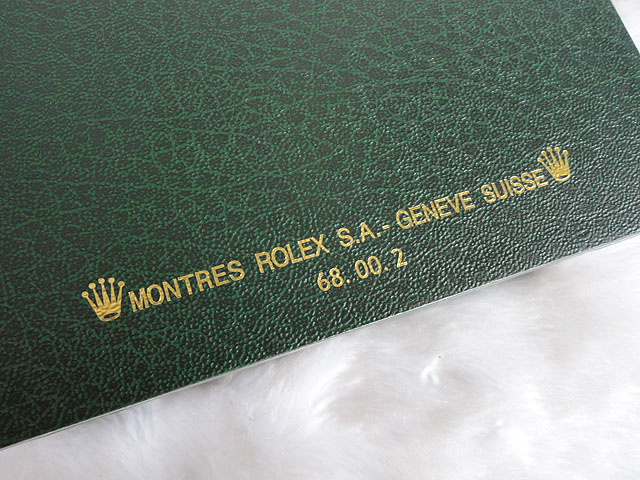 MONTRES ROLEX S.A.- GENEVE SUISSE
68.00.2